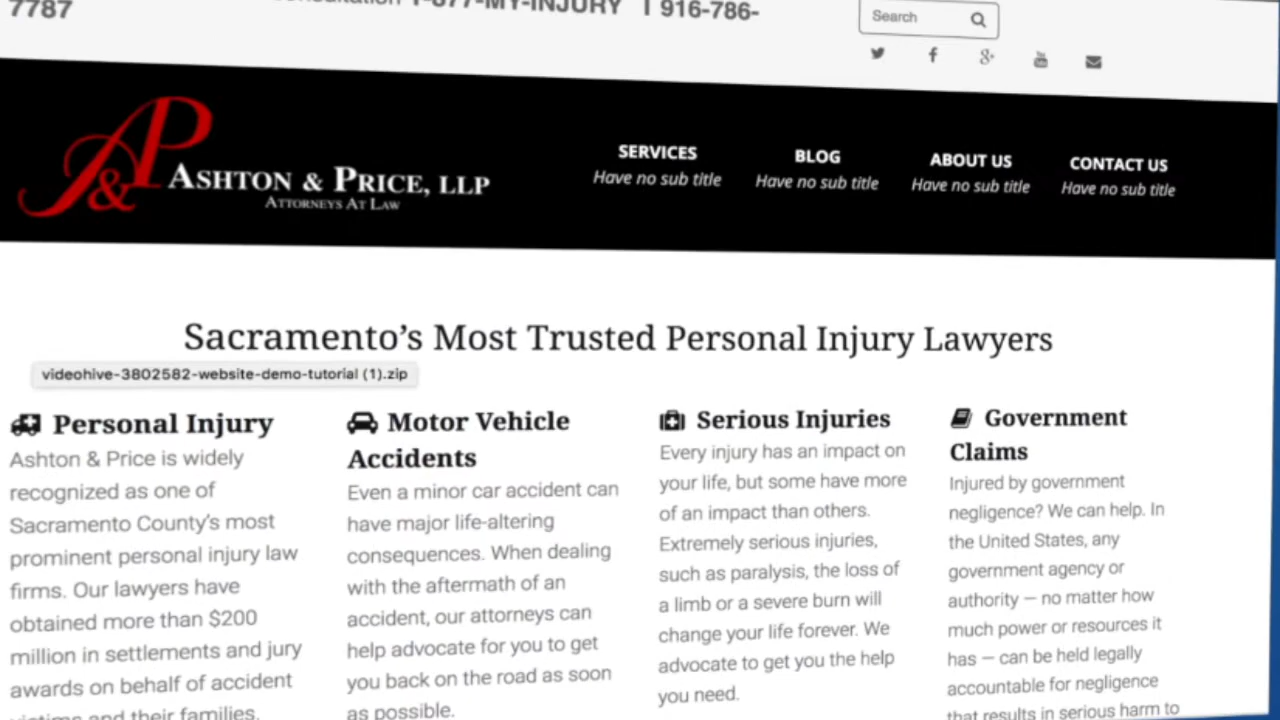 7787
1-877-MY-INJURY | 916-786-
Search
SERVICES
Have no sub title
BLOG
Have no sub title
ABOUT US
Have no sub title
CONTACT US
Have no sub title
A&P
ASHTON & PRICE, LLP
ATTORNEYS AT LAW
Sacramento's Most Trusted Personal Injury Lawyers
videohive-3802582-website-demo-tutorial (1).zip
Personal Injury
Ashton & Price is widely
recognized as one of
Sacramento County's most
prominent personal injury law
firms. Our lawyers have
obtained more than $200
million in settlements and jury
awards on behalf of accident
victims and their families.
Motor Vehicle
Accidents
Even a minor car accident can
have major life-altering
consequences. When dealing
with the aftermath of an
accident, our attorneys can
help advocate for you to get
you back on the road as soon
as possible.
Serious Injuries
Every injury has an impact on
your life, but some have more
of an impact than others.
Extremely serious injuries,
such as paralysis, the loss of
a limb or a severe burn will
change your life forever. We
advocate to get you the help
you need.
Government
Claims
Injured by government
negligence? We can help. In
the United States, any
government agency or
authority — no matter how
much power or resources it
has — can be held legally
accountable for negligence
that results in serious harm to